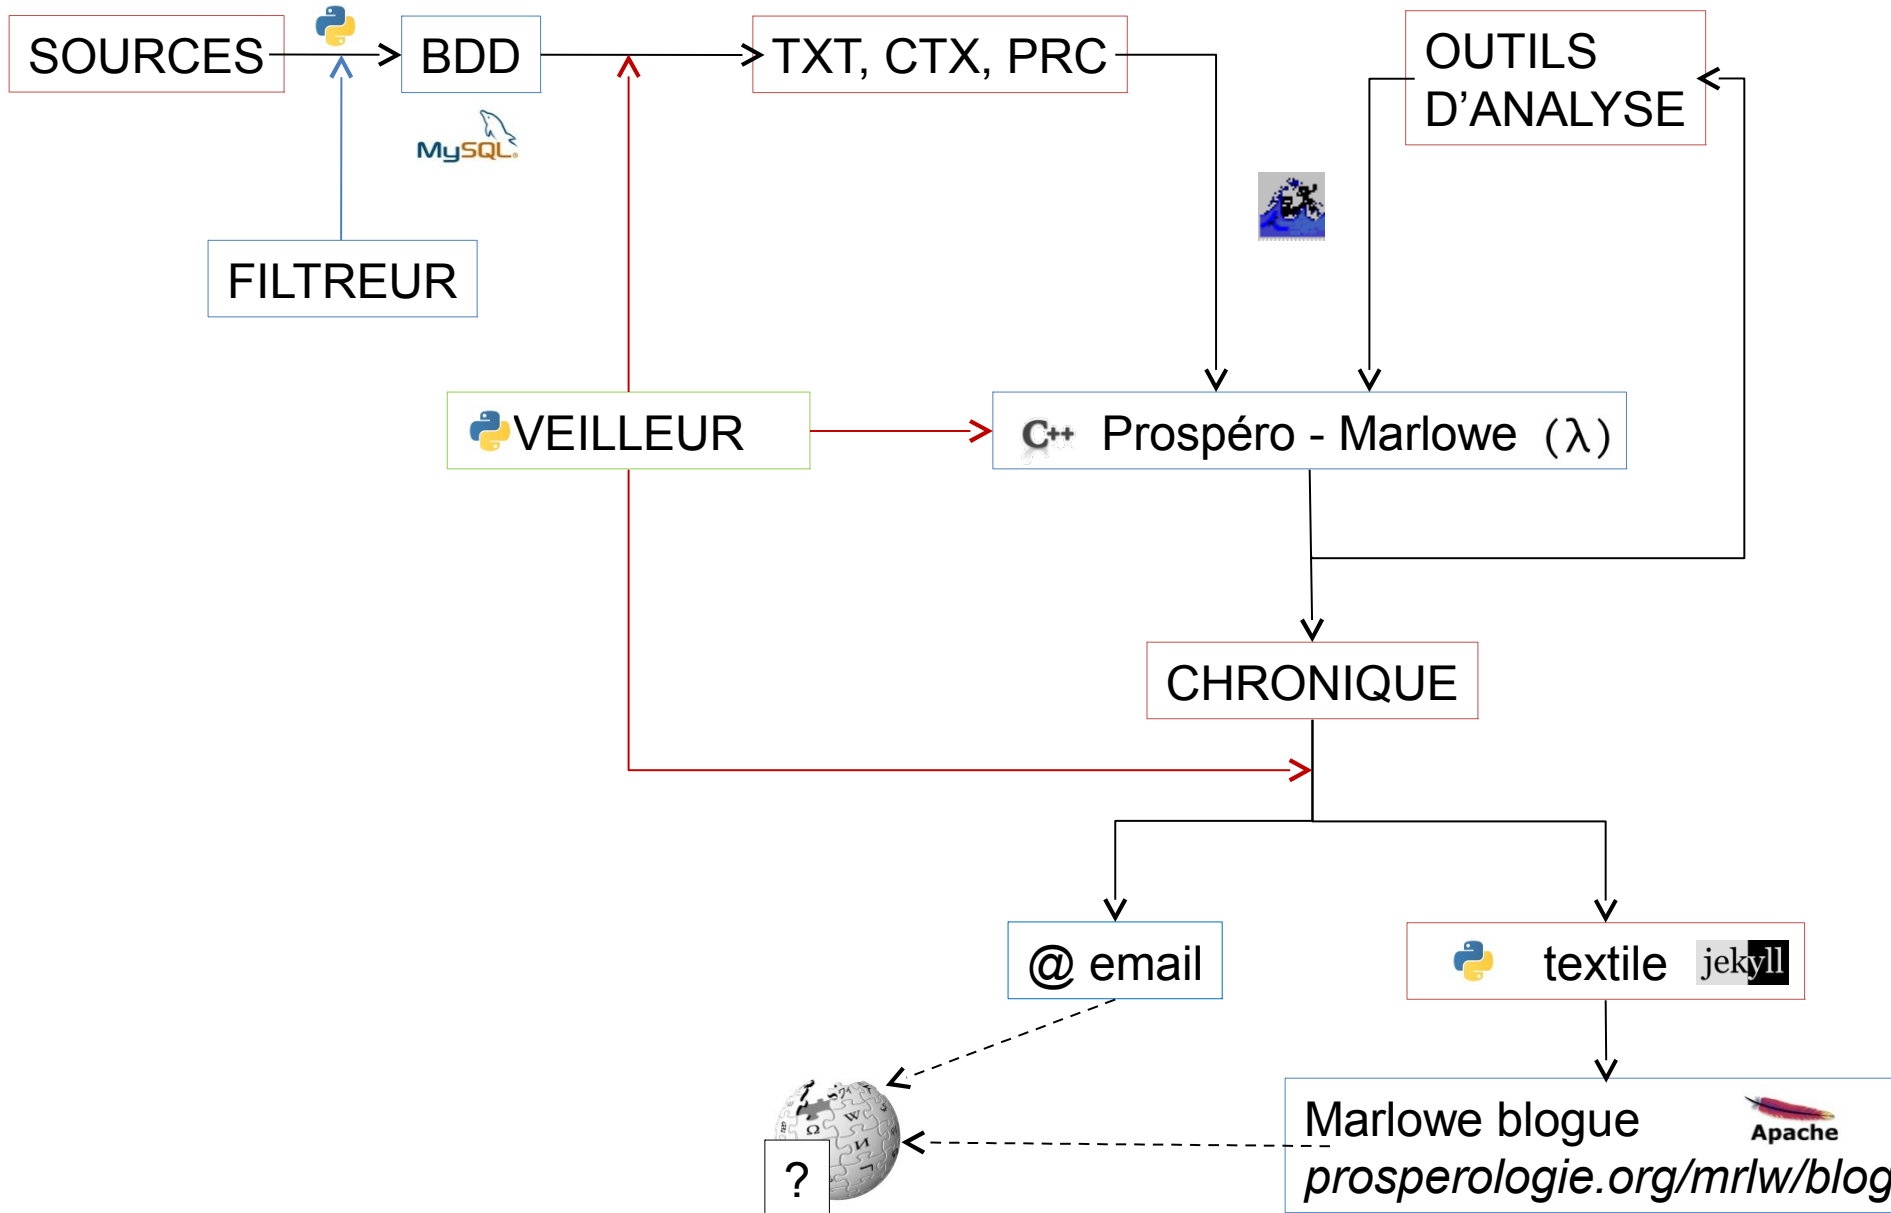 SOURCES
BDD
TXT, CTX, PRC
OUTILS
D’ANALYSE
MySQL®
FILTREUR
VEILLEUR
C++ Prospéro - Marlowe (λ)
CHRONIQUE
@ email
textile jekyll
Marlowe blogue
Apache
prosperologie.org/mrlw/blog
Ω W И
?